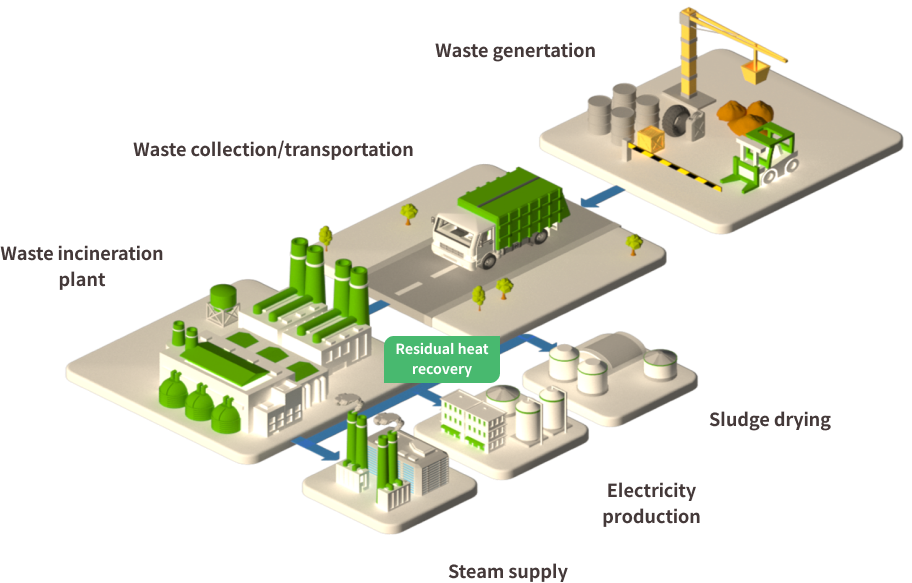 Waste genertation
Waste collection/transportation
Waste incineration
plant
Residual heat
recovery
Sludge drying
Electricity
production
Steam supply